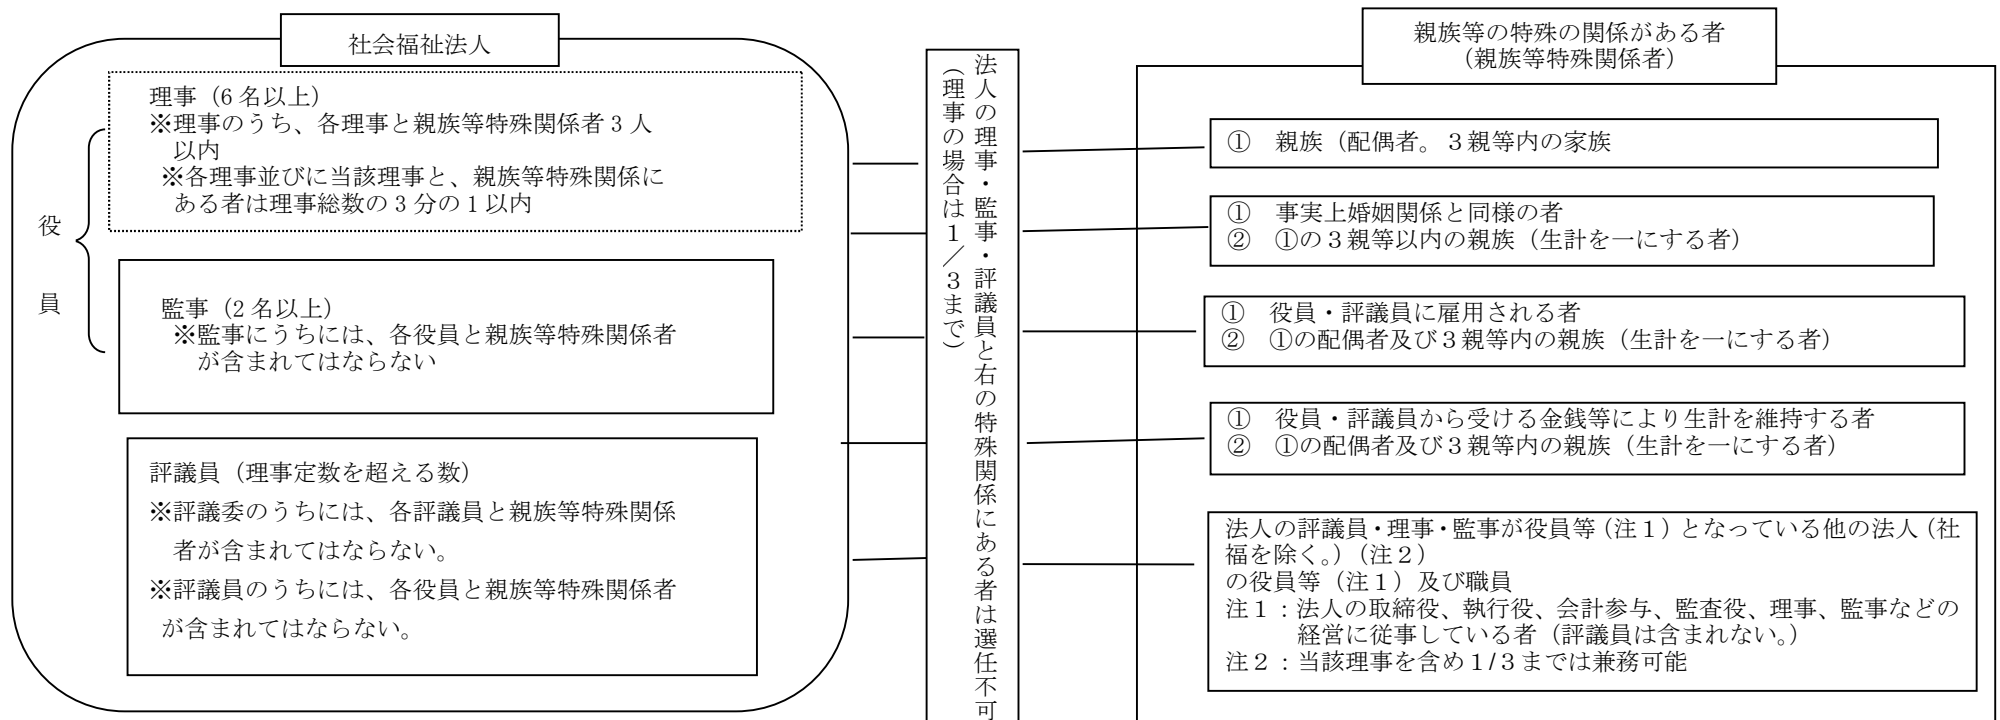 社会福祉法人
理事（6名以上）
※理事のうち、各理事と親族等特殊関係者3人
以内
※各理事並びに当該理事と、親族等特殊関係に
ある者は理事総数の3分の1以内
役
員
監事（2名以上）
※監事にうちには、各役員と親族等特殊関係者
が含まれてはならない
評議員（理事定数を超える数）
※評議委のうちには、各評議員と親族等特殊関係
者が含まれてはならない。
※評議員のうちには、各役員と親族等特殊関係者
が含まれてはならない。
法人の理事・監事・評議員と右の特殊関係にある者は選任不可
（理事の場合は１／３まで）
親族等の特殊の関係がある者
（親族等特殊関係者）
①　親族（配偶者。３親等内の家族
①　事実上婚姻関係と同様の者
②　①の３親等以内の親族（生計を一にする者）
①　役員・評議員に雇用される者
②　①の配偶者及び３親等内の親族（生計を一にする者）
①　役員・評議員から受ける金銭等により生計を維持する者
②　①の配偶者及び３親等内の親族（生計を一にする者）
法人の評議員・理事・監事が役員等（注１）となっている他の法人（社
福を除く。）（注２）
の役員等（注１）及び職員
注１：法人の取締役、執行役、会計参与、監査役、理事、監事などの
経営に従事している者（評議員は含まれない。）
注２：当該理事を含め１/３までは兼務可能